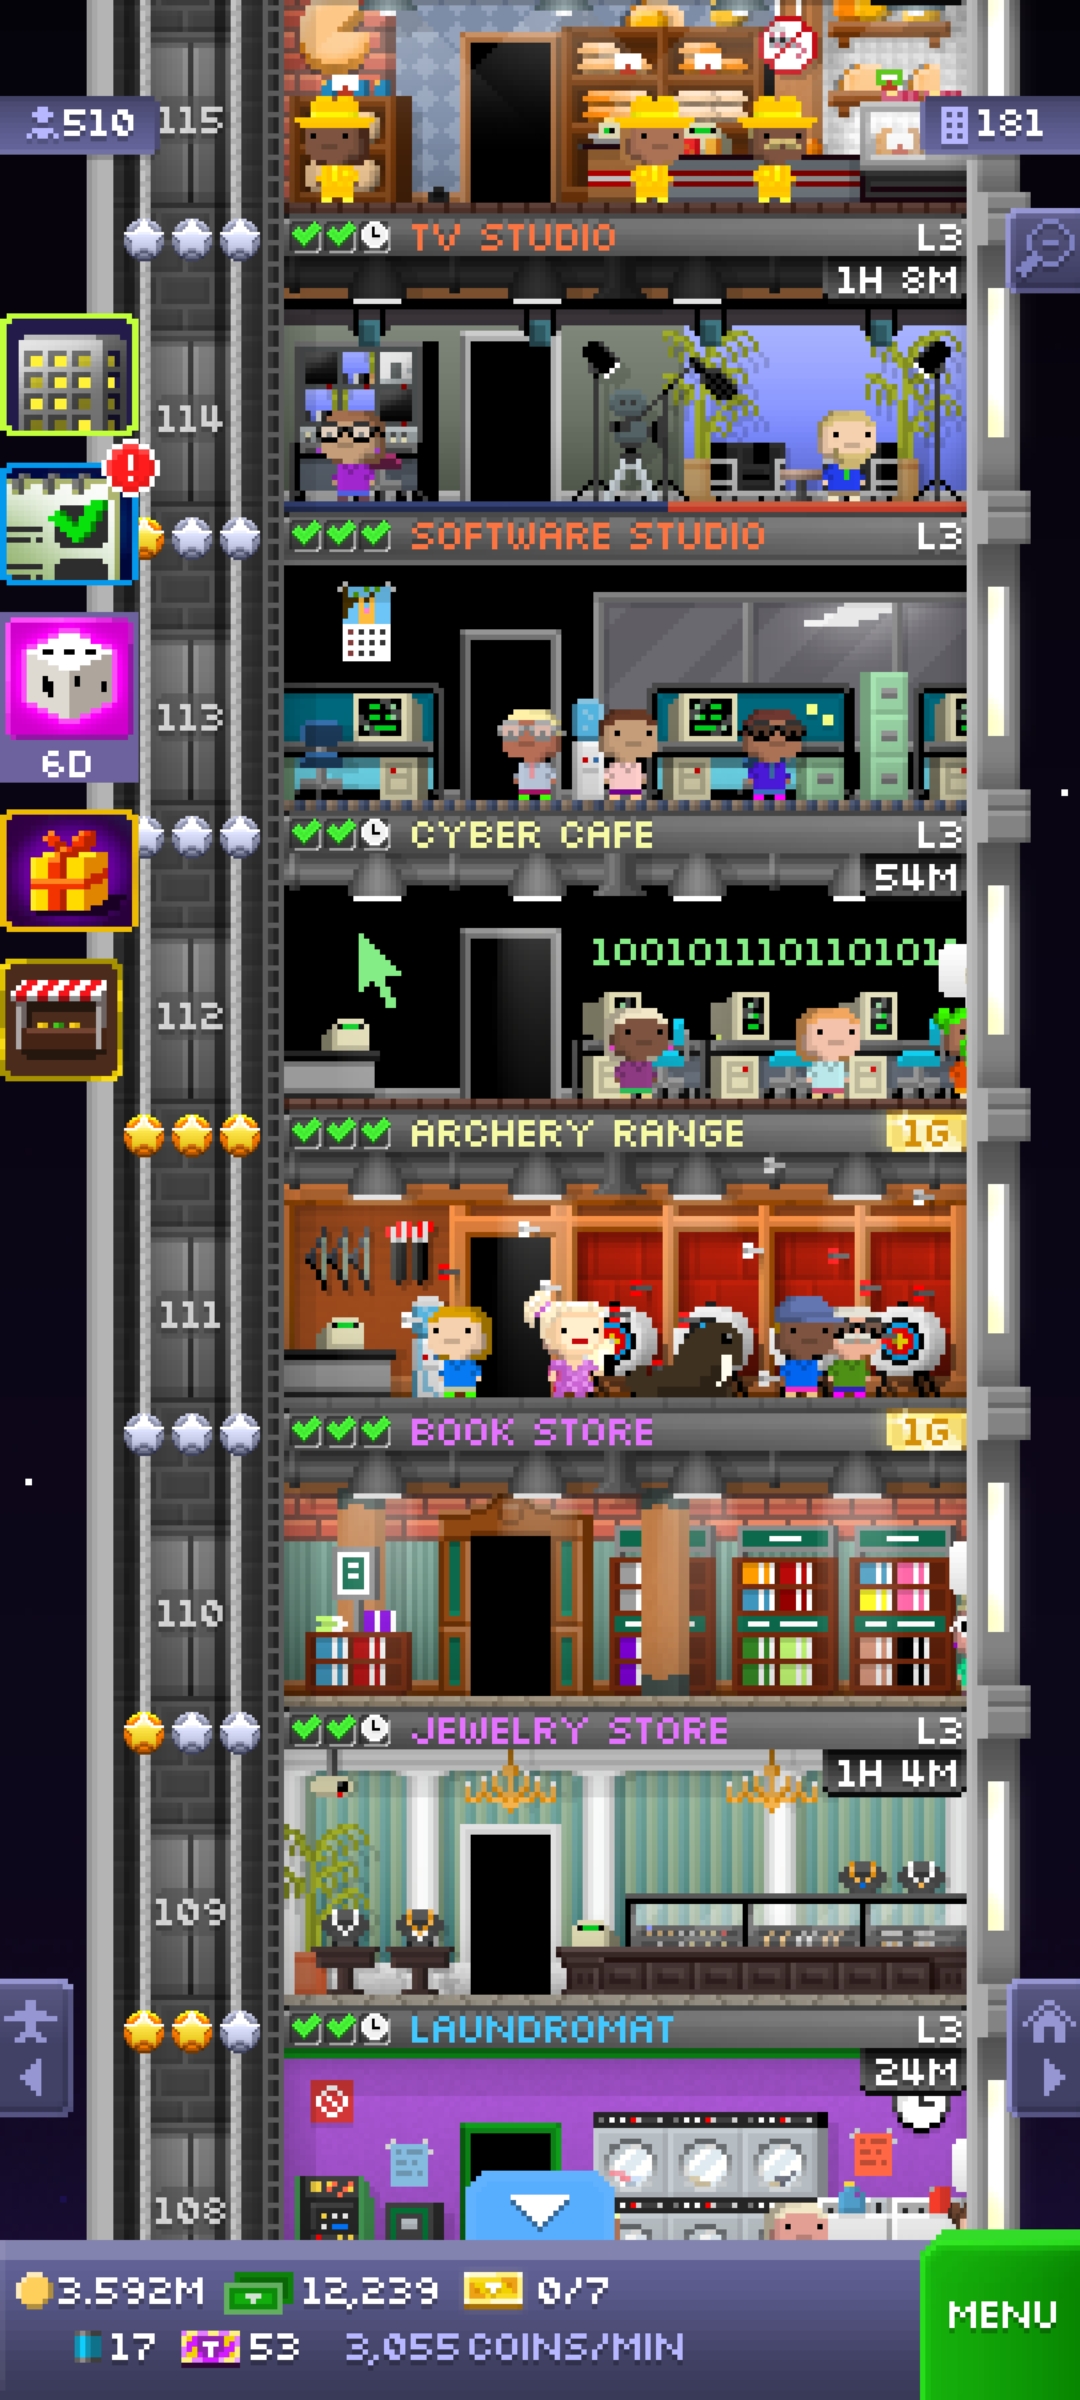 510
115
181
TV STUDIO
L3
1H 8M
114
SOFTWARE STUDIO
L3
113
6D
CYBER CAFE
L3
54M
1001011101101011
112
ARCHERY RANGE
1G
111
BOOK STORE
1G
110
JEWELRY STORE
L3
1H 4M
109
LAUNDROMAT
L3
24M
108
3.592M
12,239
0/7
MENU
17
53
3,055 COINS/MIN